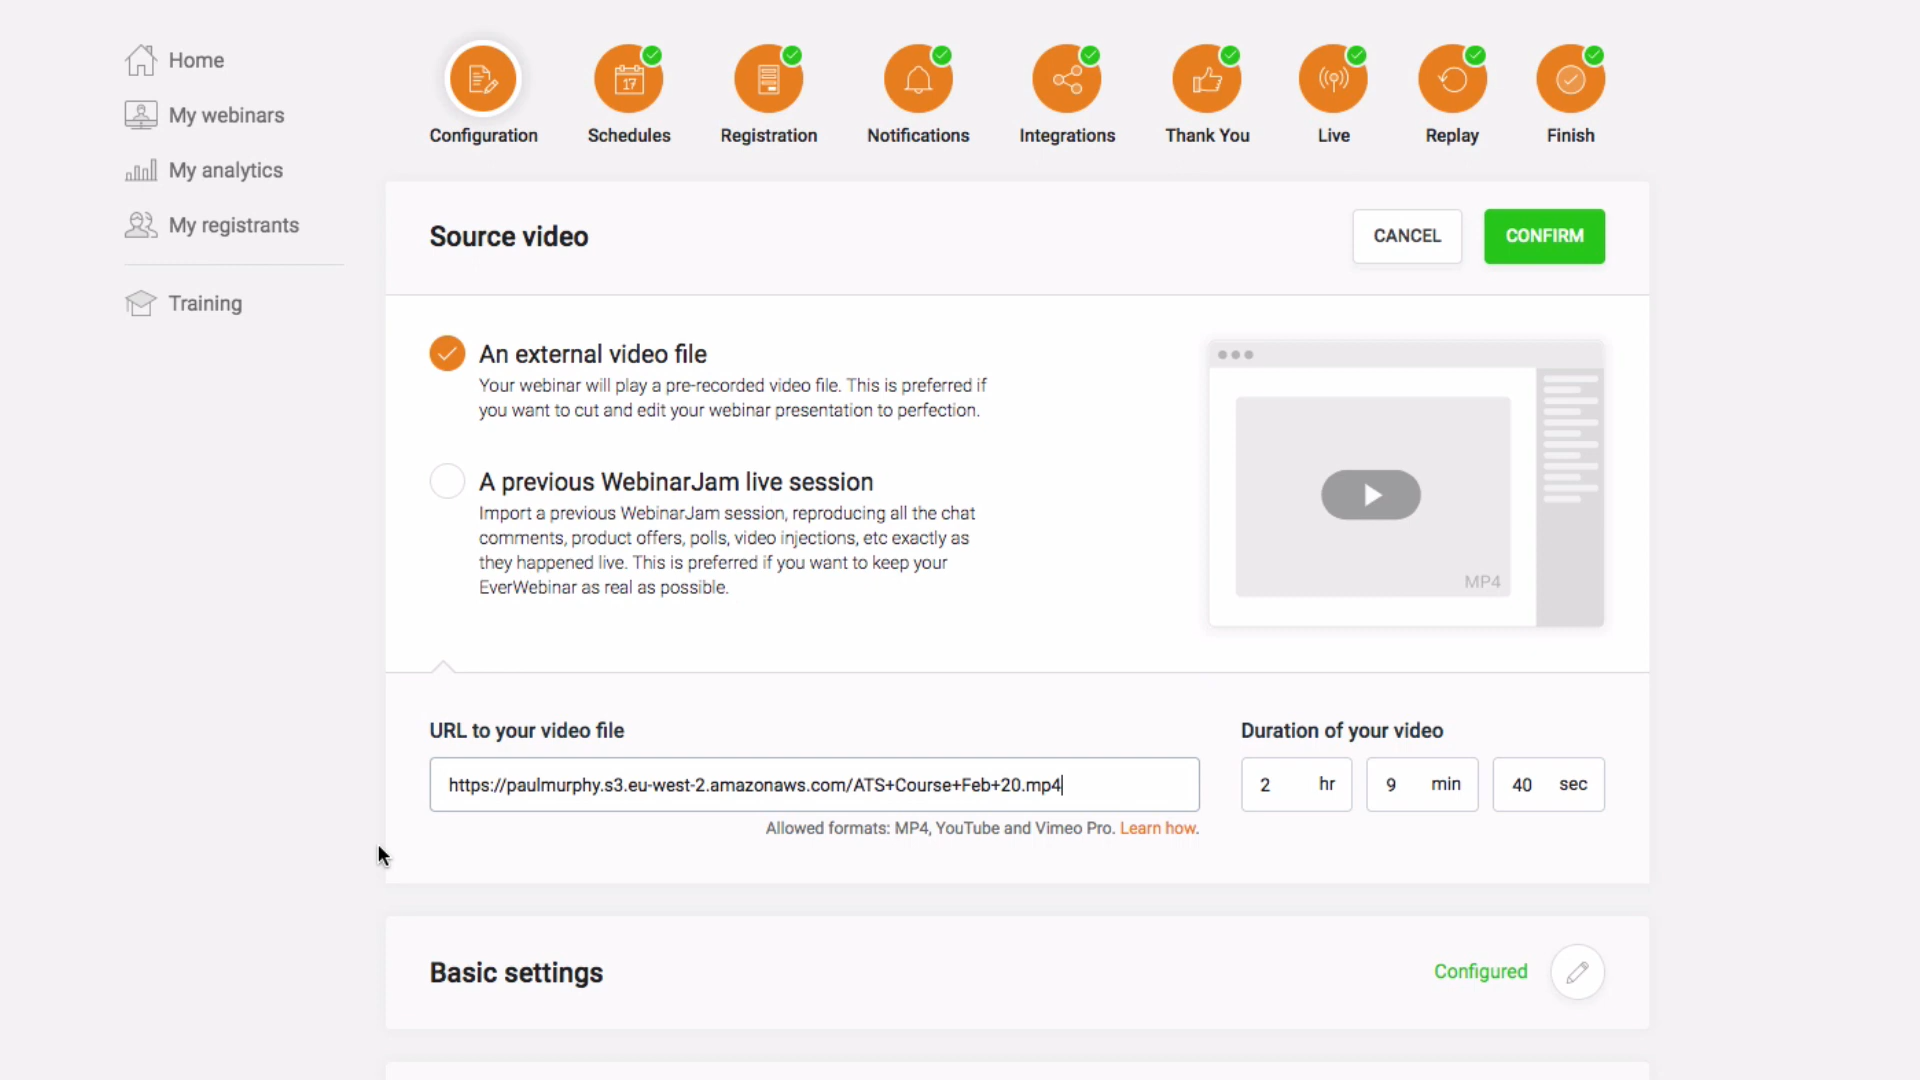 Home
My webinars
My analytics
My registrants
Training
17
Configuration
Schedules
Registration
Notifications
Integrations
Thank You
Live
Replay
Finish
Source video
CANCEL
CONFIRM
An external video file
Your webinar will play a pre-recorded video file. This is preferred if
you want to cut and edit your webinar presentation to perfection.
A previous WebinarJam live session
Import a previous WebinarJam session, reproducing all the chat
comments, product offers, polls, video injections, etc exactly as
they happened live. This is preferred if you want to keep your
EverWebinar as real as possible.
MP4
URL to your video file
https://paulmurphy.s3.eu-west-2.amazonaws.com/ATS+Course+Feb+20.mp4
Allowed formats: MP4, YouTube and Vimeo Pro. Learn how.
Duration of your video
2 hr
9 min
40 sec
Basic settings
Configured